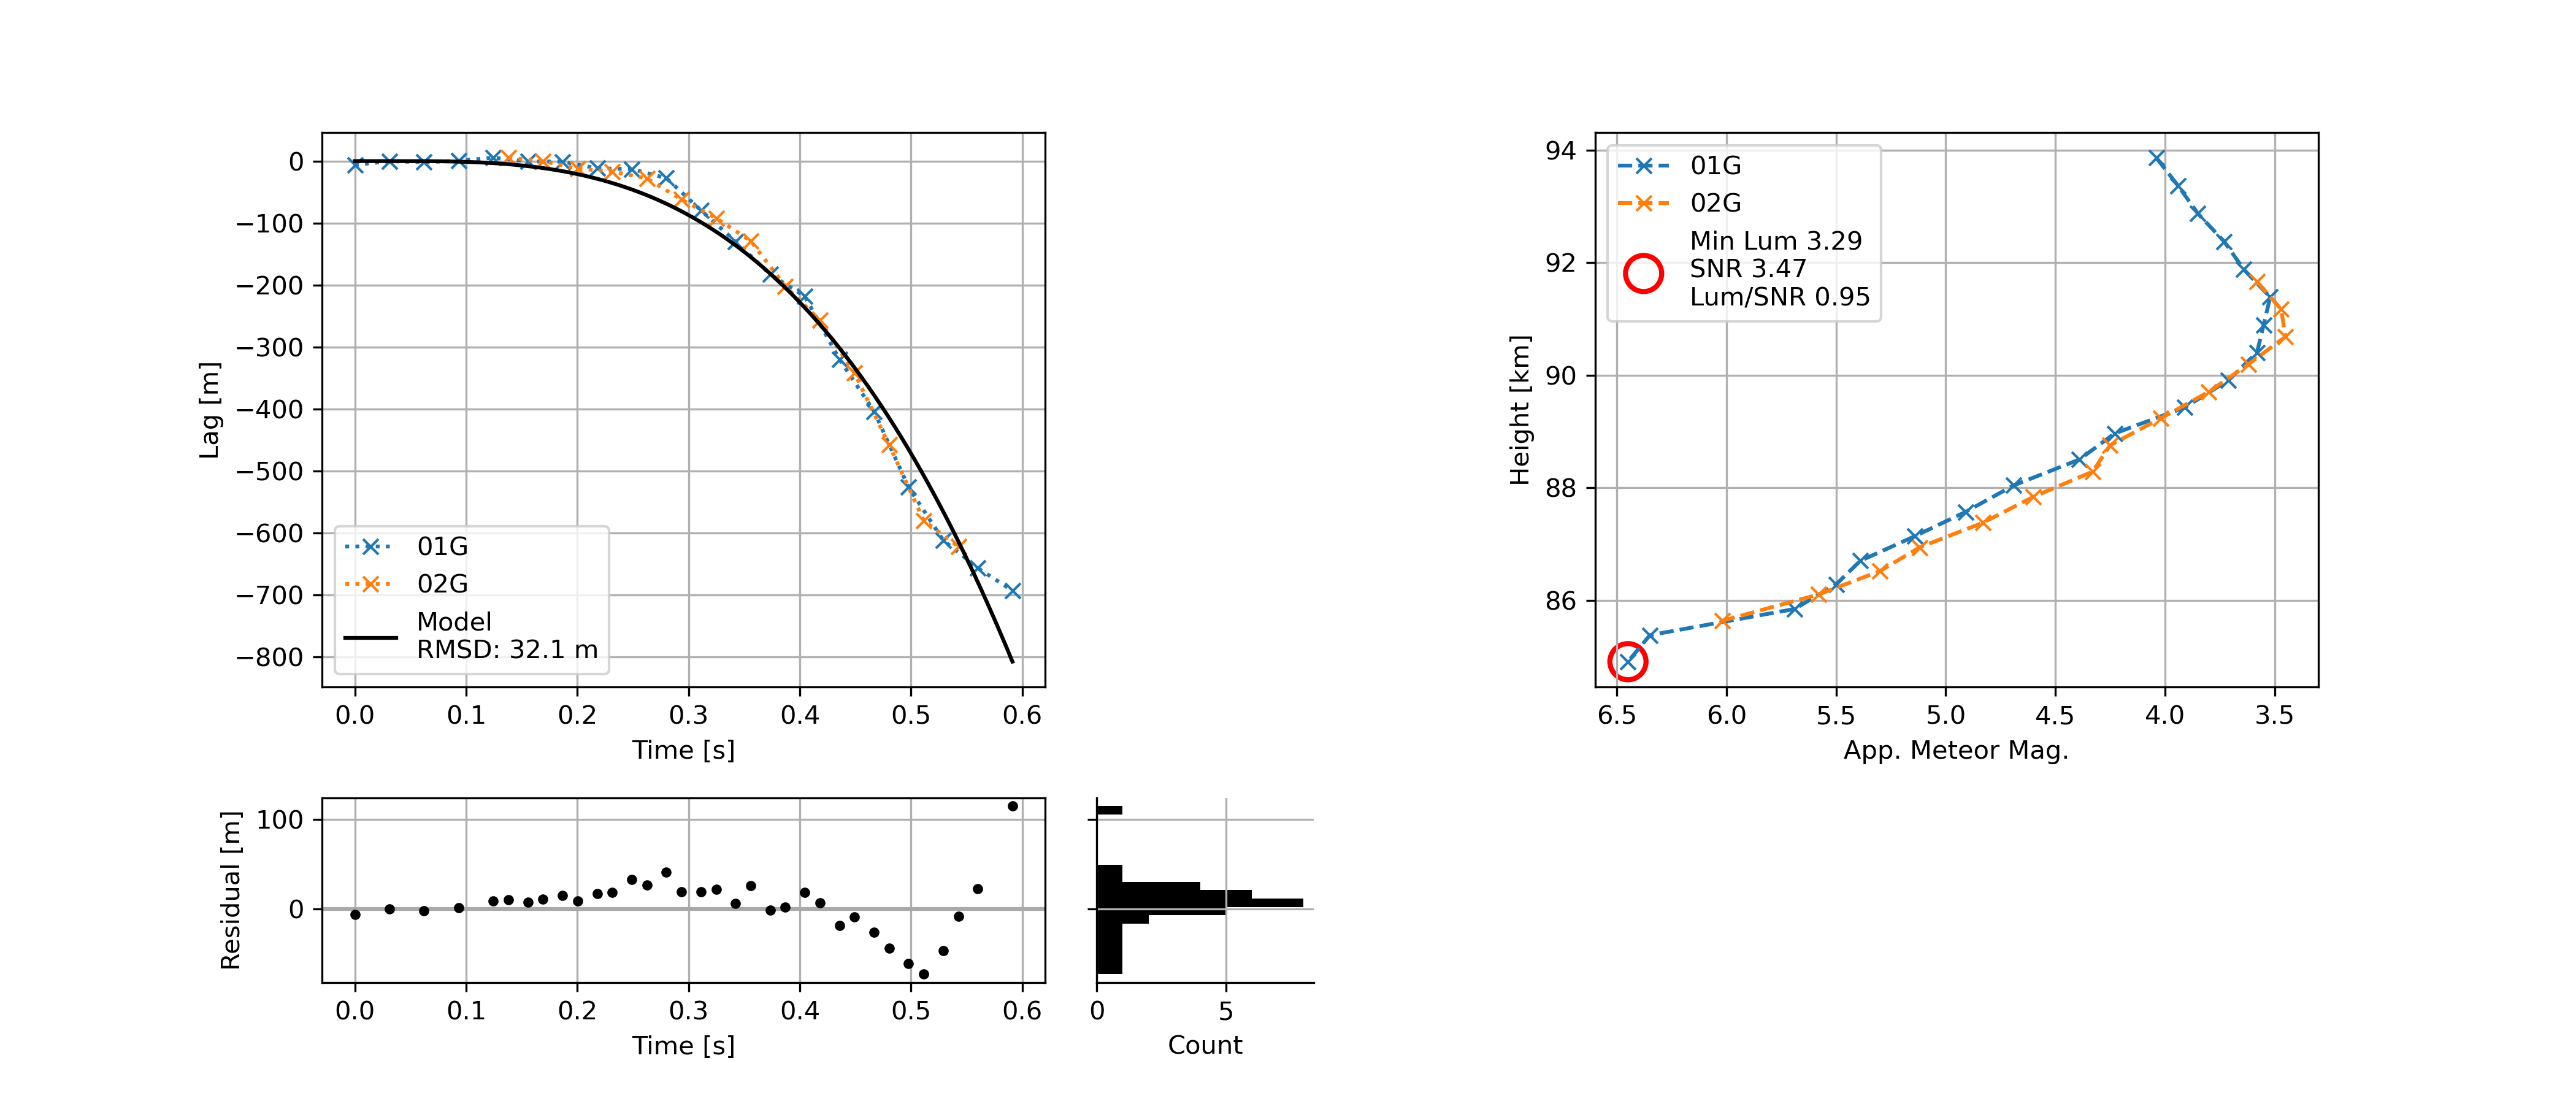 0
−100
−200
−300
−400
−500
−600
−700
−800
Lag [m]
01G
02G
Model
RMSD: 32.1 m
0.0 0.1 0.2 0.3 0.4 0.5 0.6
Time [s]
94
92
90
88
86
Height [km]
01G
02G
Min Lum 3.29
SNR 3.47
Lum/SNR 0.95
6.5 6.0 5.5 5.0 4.5 4.0 3.5
App. Meteor Mag.
100
0
Residual [m]
0.0 0.1 0.2 0.3 0.4 0.5 0.6
Time [s]
0 5
Count